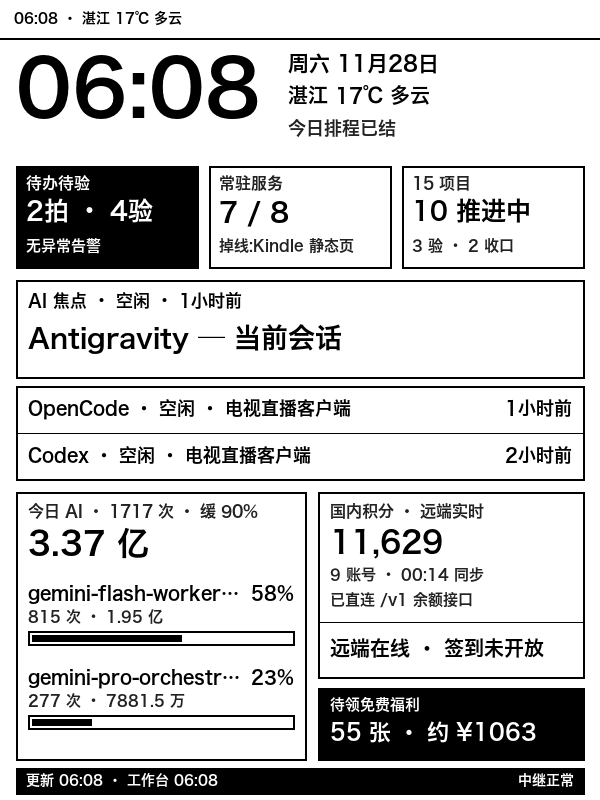 06:08 · 湛江 17℃ 多云
06:08
周六 11月28日
湛江 17℃ 多云
今日排程已结
待办待验
2拍 · 4验
无异常告警
常驻服务
7 / 8
掉线:Kindle 静态页
15 项目
10 推进中
3 验 · 2 收口
AI 焦点 · 空闲 · 1小时前
Antigravity — 当前会话
OpenCode · 空闲 · 电视直播客户端 1小时前
Codex · 空闲 · 电视直播客户端 2小时前
今日 AI · 1717 次 · 缓 90%
3.37 亿
gemini-flash-worker… 58%
815 次 · 1.95 亿
gemini-pro-orchestr… 23%
277 次 · 7881.5 万
国内积分 · 远端实时
11,629
9 账号 · 00:14 同步
已直连 /v1 余额接口
远端在线 · 签到未开放
待领免费福利
55 张 · 约 ¥1063
更新 06:08 · 工作台 06:08 中继正常